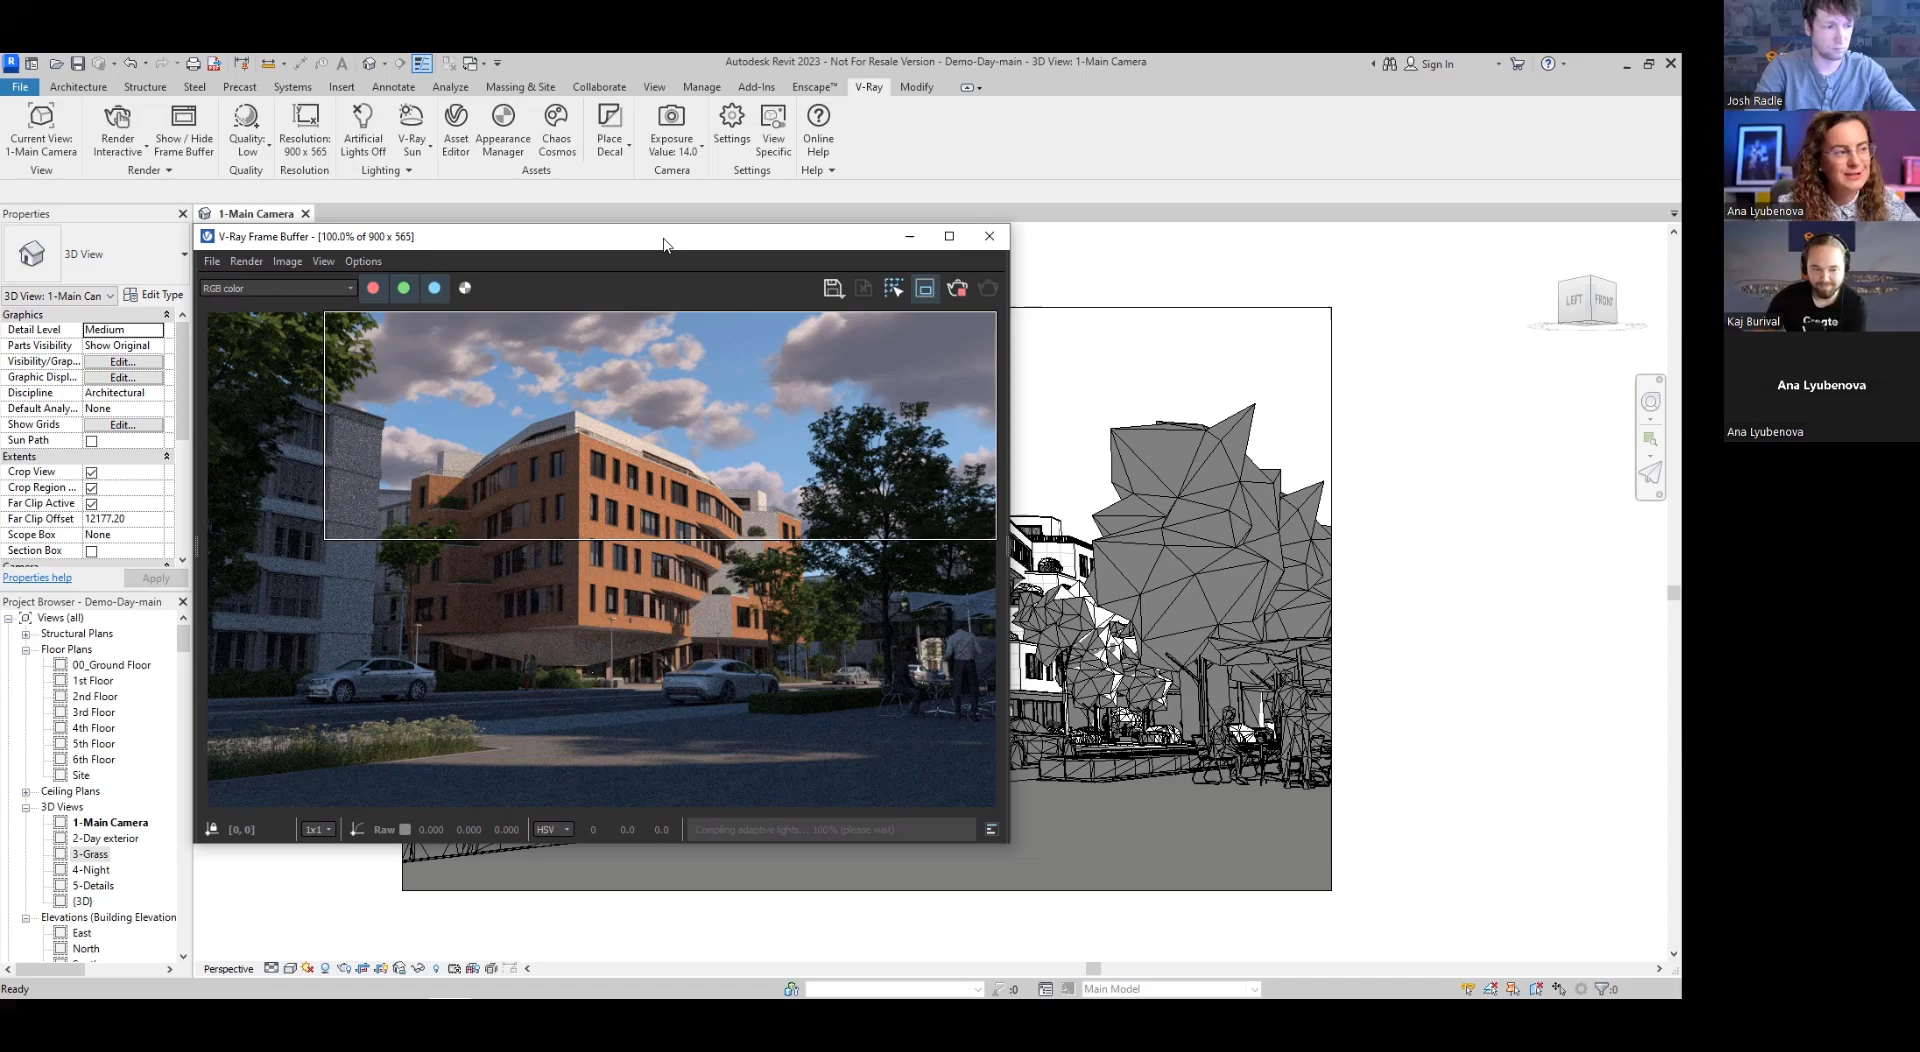 Autodesk Revit 2023 - Not For Resale Version - Demo-Day-main - 3D View: 1-Main Camera
Sign In
File Architecture Structure Steel Precast Systems Insert Annotate Analyze Massing & Site Collaborate View Manage Add-Ins Enscape™ V-Ray Modify
Current View: 1-Main Camera
Render Interactive
Show / Hide Frame Buffer
Quality: Low
Resolution: 900 x 565
Artificial Lights Off
V-Ray Sun
Asset Editor
Appearance Manager
Chaos Cosmos
Place Decal
Exposure Value: 14.0
Settings
View Specific
Online Help
View Render Quality Resolution Lighting Assets Camera Settings Help
Properties
3D View
3D View: 1-Main Can
Edit Type
Graphics
Detail Level Medium
Parts Visibility Show Original
Visibility/Grap... Edit...
Graphic Displ... Edit...
Discipline Architectural
Default Analy... None
Show Grids Edit...
Sun Path
Extents
Crop View
Crop Region ...
Far Clip Active
Far Clip Offset 12177.20
Scope Box None
Section Box
Properties help
Apply
Project Browser - Demo-Day-main
Views (all)
Structural Plans
Floor Plans
00_Ground Floor
1st Floor
2nd Floor
3rd Floor
4th Floor
5th Floor
6th Floor
Site
Ceiling Plans
3D Views
1-Main Camera
2-Day exterior
3-Grass
4-Night
5-Details
{3D}
Elevations (Building Elevation
East
North
1-Main Camera
V-Ray Frame Buffer - [100.0% of 900 x 565]
File Render Image View Options
RGB color
[0, 0]
1x1
Raw 0.000 0.000 0.000
HSV 0 0.0 0.0
Compiling adaptive lights... 100% (please wait)
LEFT FRONT
Perspective
Ready
:0
Main Model
:0
Josh Radle
Ana Lyubenova
Create
Kaj Burival
Ana Lyubenova
Ana Lyubenova